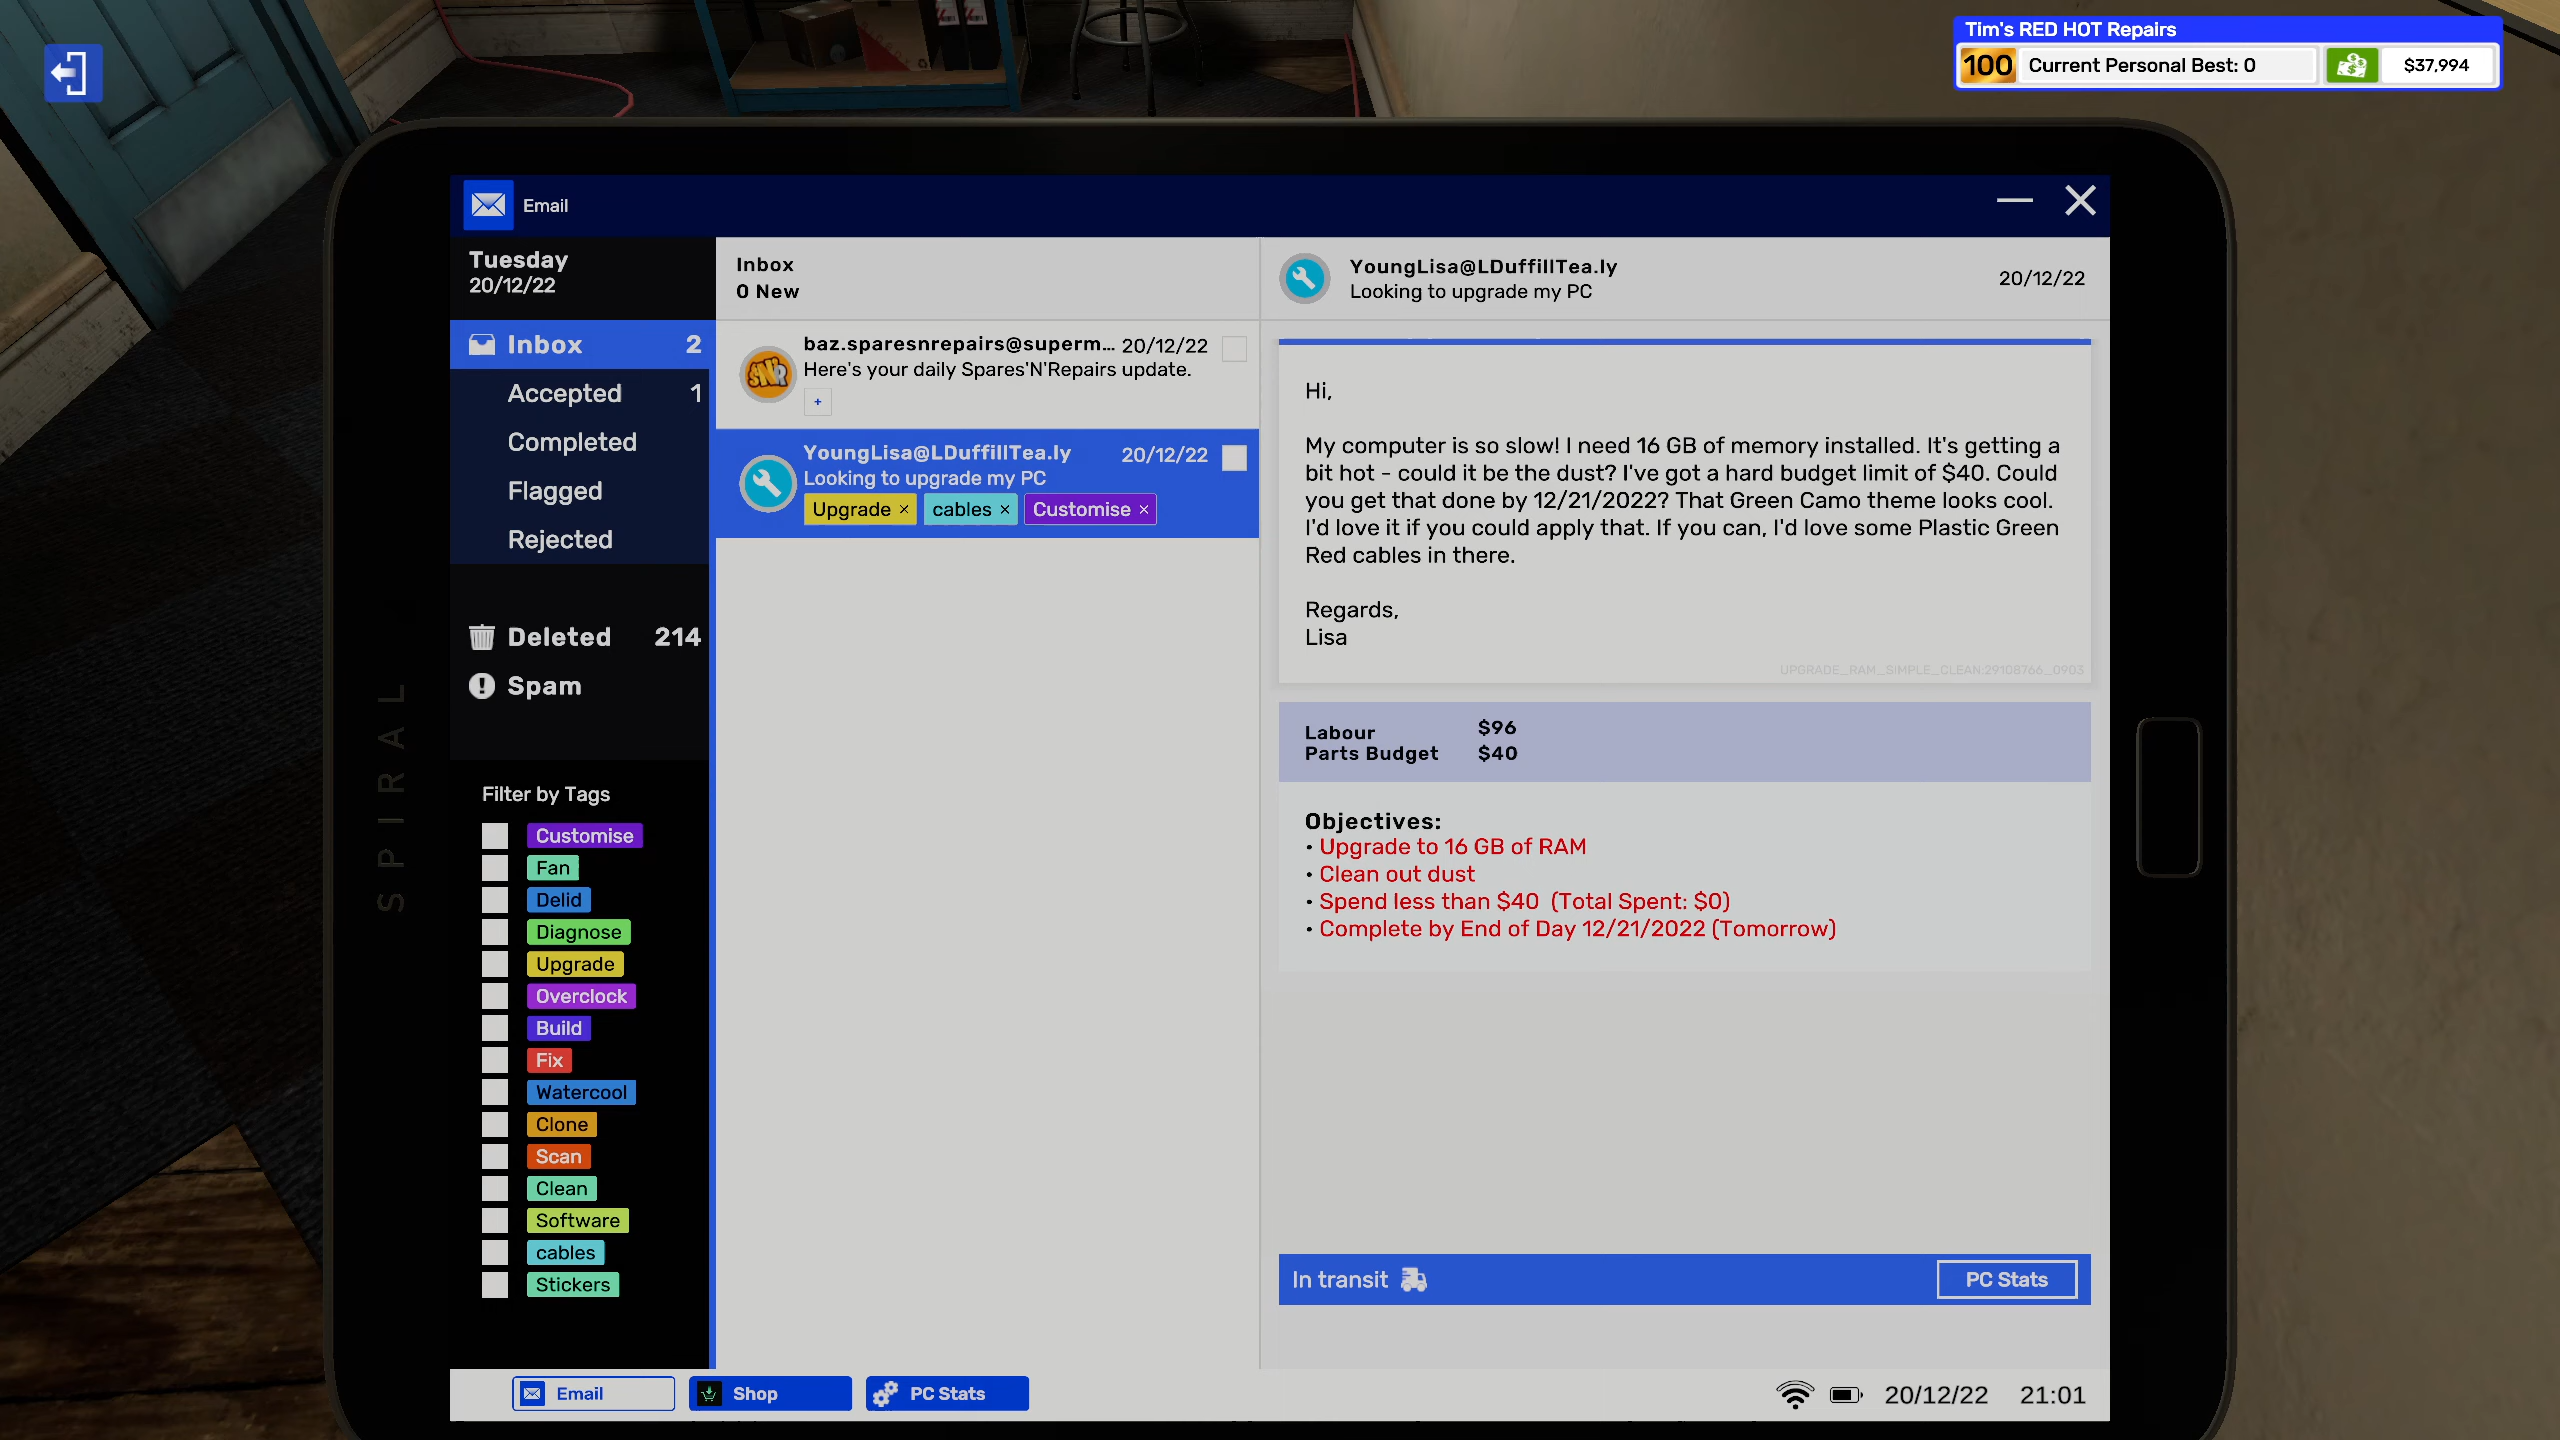 Tim's RED HOT Repairs
100 Current Personal Best: 0 $37,994
Email
Tuesday
20/12/22
Inbox 2
Accepted 1
Completed
Flagged
Rejected
Deleted 214
Spam
Filter by Tags
Customise
Fan
Delid
Diagnose
Upgrade
Overclock
Build
Fix
Watercool
Clone
Scan
Clean
Software
cables
Stickers
Inbox
0 New
SNR
baz.sparesnrepairs@superm... 20/12/22
Here's your daily Spares'N'Repairs update.
+
YoungLisa@LDuffillTea.ly 20/12/22
Looking to upgrade my PC
Upgrade × cables × Customise ×
YoungLisa@LDuffillTea.ly
Looking to upgrade my PC
20/12/22
Hi,
My computer is so slow! I need 16 GB of memory installed. It's getting a
bit hot - could it be the dust? I've got a hard budget limit of $40. Could
you get that done by 12/21/2022? That Green Camo theme looks cool.
I'd love it if you could apply that. If you can, I'd love some Plastic Green
Red cables in there.
Regards,
Lisa
UPGRADE_RAM_SIMPLE_CLEAN:29108766_0903
Labour $96
Parts Budget $40
Objectives:
• Upgrade to 16 GB of RAM
• Clean out dust
• Spend less than $40 (Total Spent: $0)
• Complete by End of Day 12/21/2022 (Tomorrow)
In transit
PC Stats
SPIRAL
Email
Shop
PC Stats
20/12/22 21:01